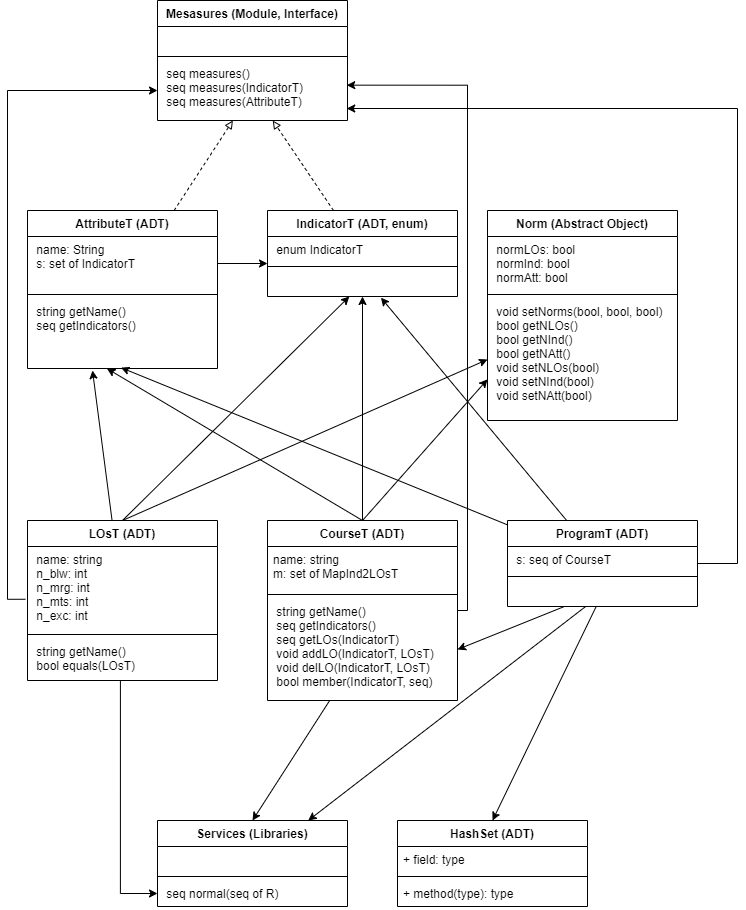 Mesasures (Module, Interface)
seq measures()
seq measures(IndicatorT)
seq measures(AttributeT)
AttributeT (ADT)
name: String
s: set of IndicatorT
string getName()
seq getIndicators()
IndicatorT (ADT, enum)
enum IndicatorT
Norm (Abstract Object)
normLOs: bool
normInd: bool
normAtt: bool
void setNorms(bool, bool, bool)
bool getNLOs()
bool getNInd()
bool getNAtt()
void setNLOs(bool)
void setNInd(bool)
void setNAtt(bool)
LOsT (ADT)
name: string
n_blw: int
n_mrg: int
n_mts: int
n_exc: int
string getName()
bool equals(LOsT)
CourseT (ADT)
name: string
m: set of MapInd2LOsT
string getName()
seq getIndicators()
seq getLOs(IndicatorT)
void addLO(IndicatorT, LOsT)
void delLO(IndicatorT, LOsT)
bool member(IndicatorT, seq)
ProgramT (ADT)
s: seq of CourseT
Services (Libraries)
seq normal(seq of R)
HashSet (ADT)
+ field: type
+ method(type): type